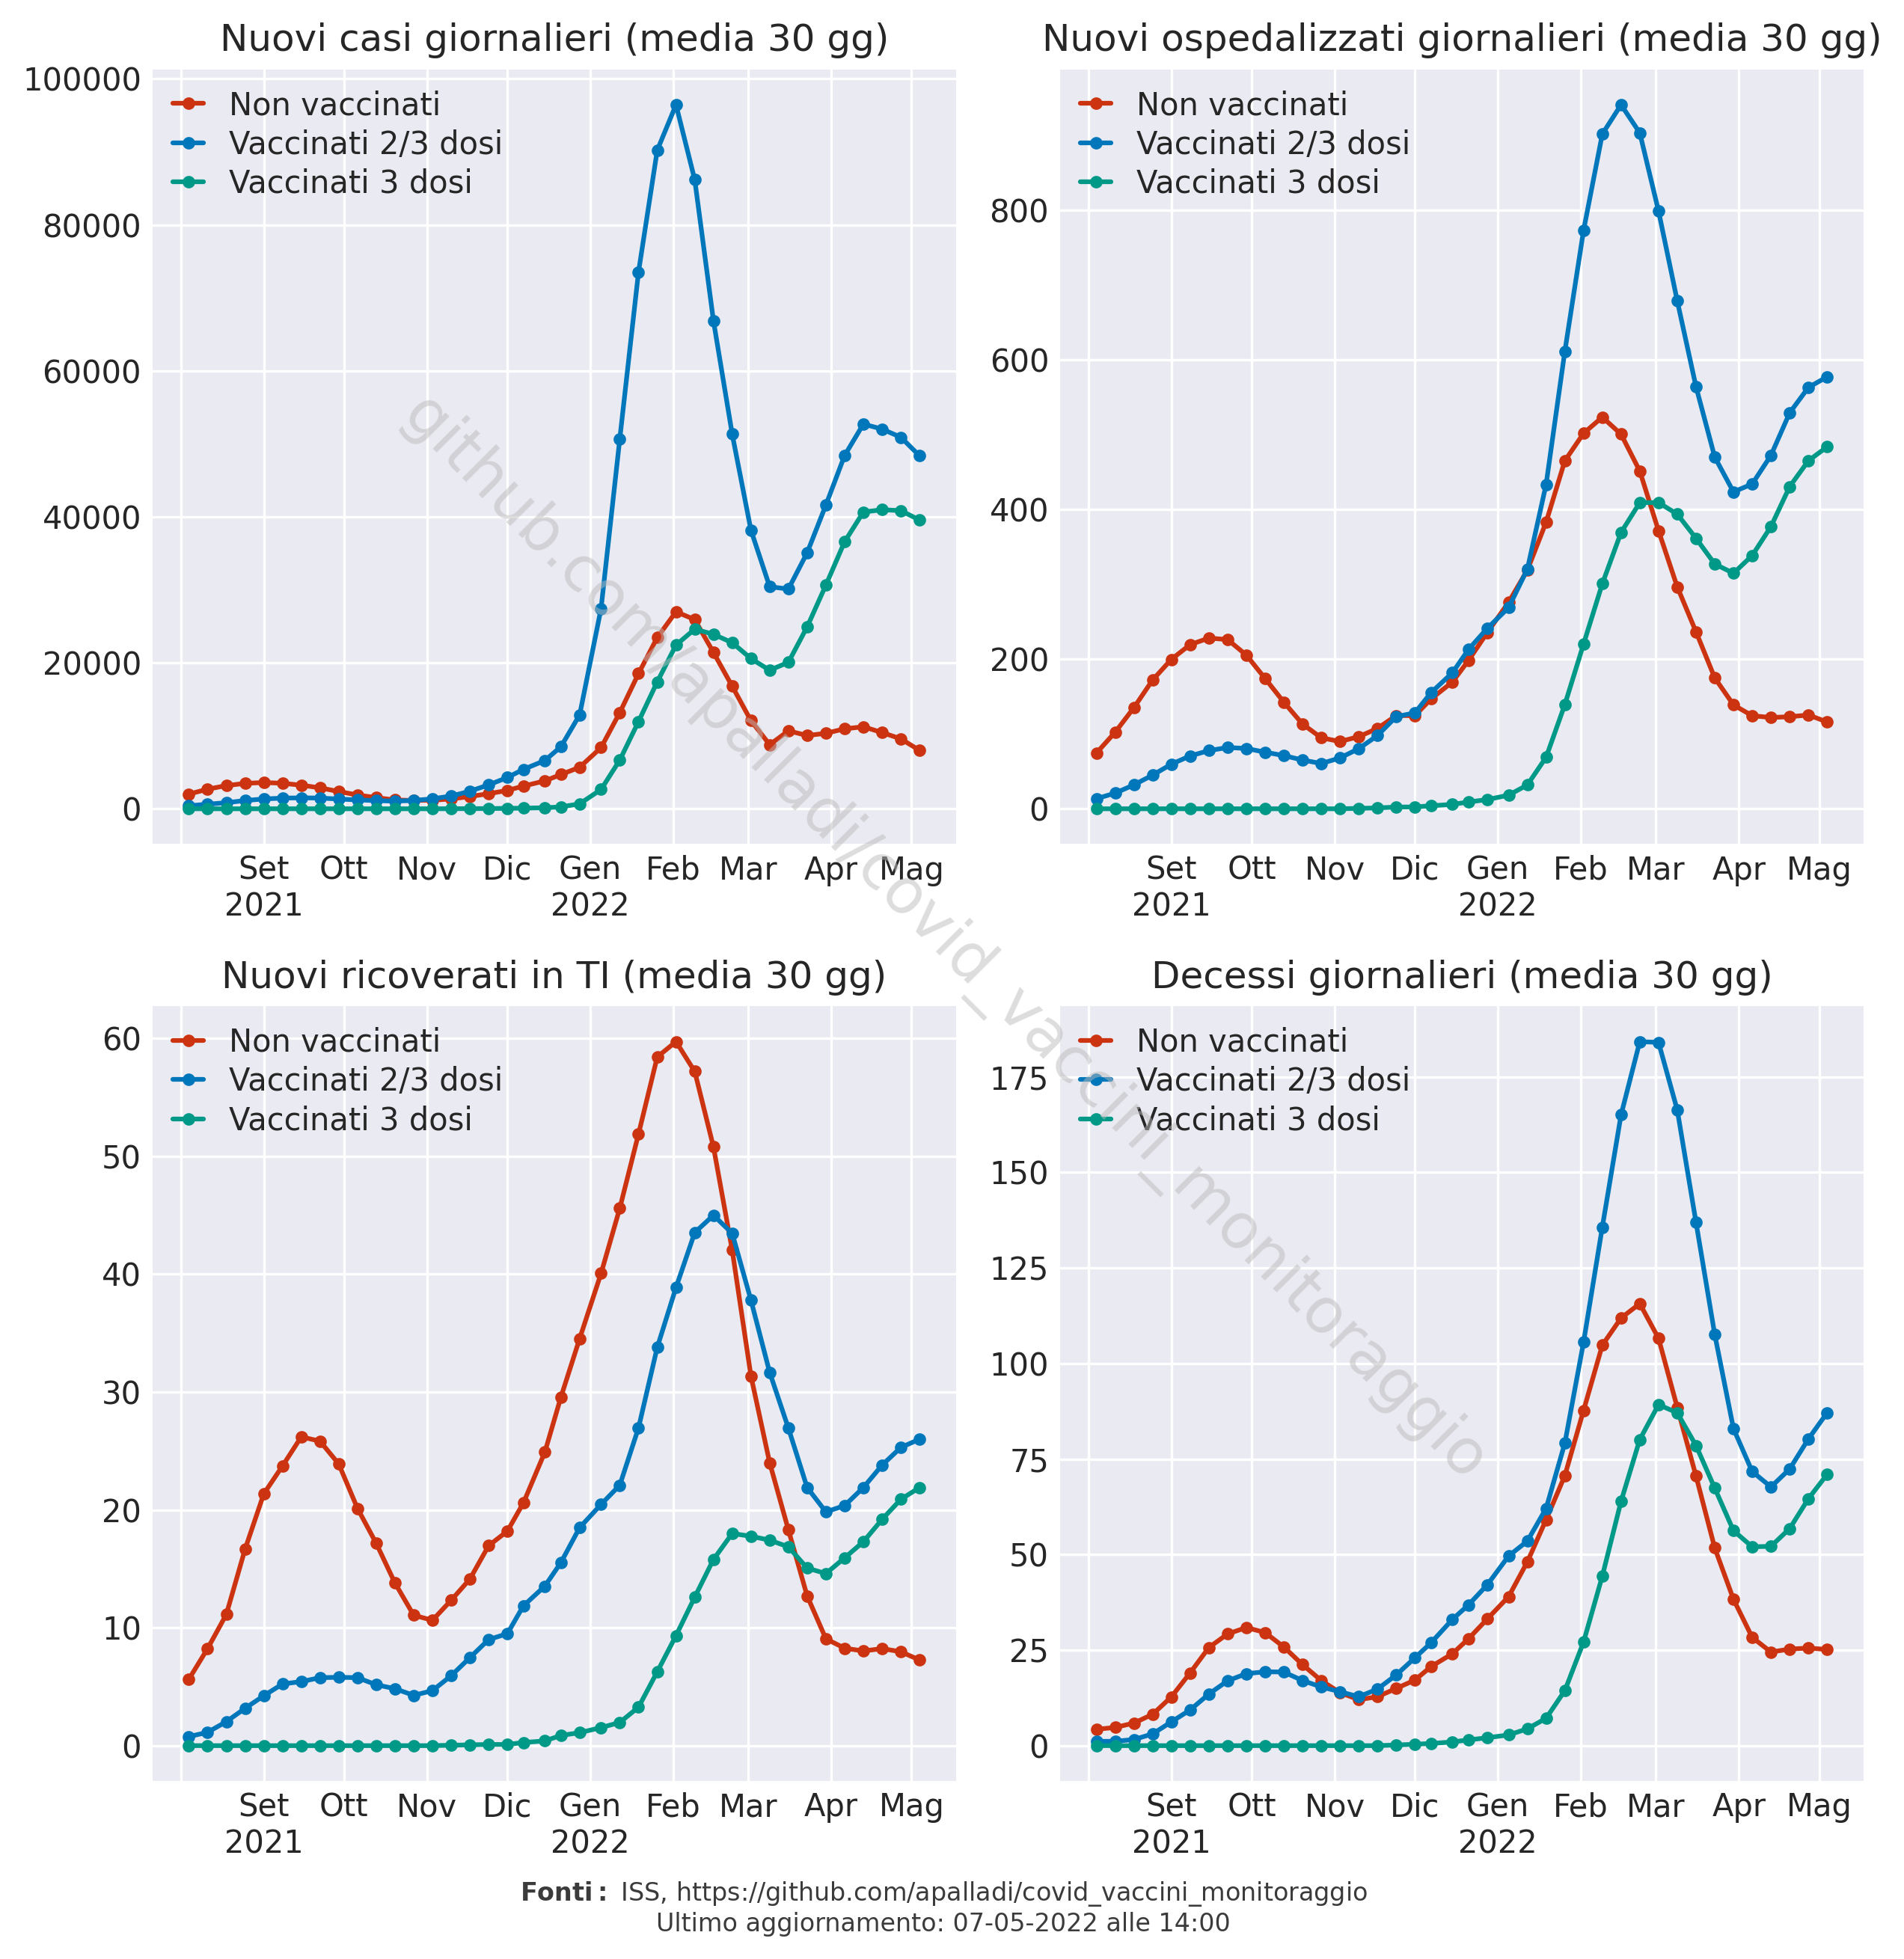 Nuovi casi giornalieri (media 30 gg)
100000
80000
60000
40000
20000
0
Non vaccinati
Vaccinati 2/3 dosi
Vaccinati 3 dosi
Set
2021
Ott
Nov
Dic
Gen
2022
Feb
Mar
Apr
Mag
Nuovi ospedalizzati giornalieri (media 30 gg)
800
600
400
200
0
Non vaccinati
Vaccinati 2/3 dosi
Vaccinati 3 dosi
Set
2021
Ott
Nov
Dic
Gen
2022
Feb
Mar
Apr
Mag
github.com/apalladi/covid_vaccini_monitoraggio
Nuovi ricoverati in TI (media 30 gg)
60
50
40
30
20
10
0
Non vaccinati
Vaccinati 2/3 dosi
Vaccinati 3 dosi
Set
2021
Ott
Nov
Dic
Gen
2022
Feb
Mar
Apr
Mag
Decessi giornalieri (media 30 gg)
175
150
125
100
75
50
25
0
Non vaccinati
Vaccinati 2/3 dosi
Vaccinati 3 dosi
Set
2021
Ott
Nov
Dic
Gen
2022
Feb
Mar
Apr
Mag
Fonti: ISS, https://github.com/apalladi/covid_vaccini_monitoraggio
Ultimo aggiornamento: 07-05-2022 alle 14:00